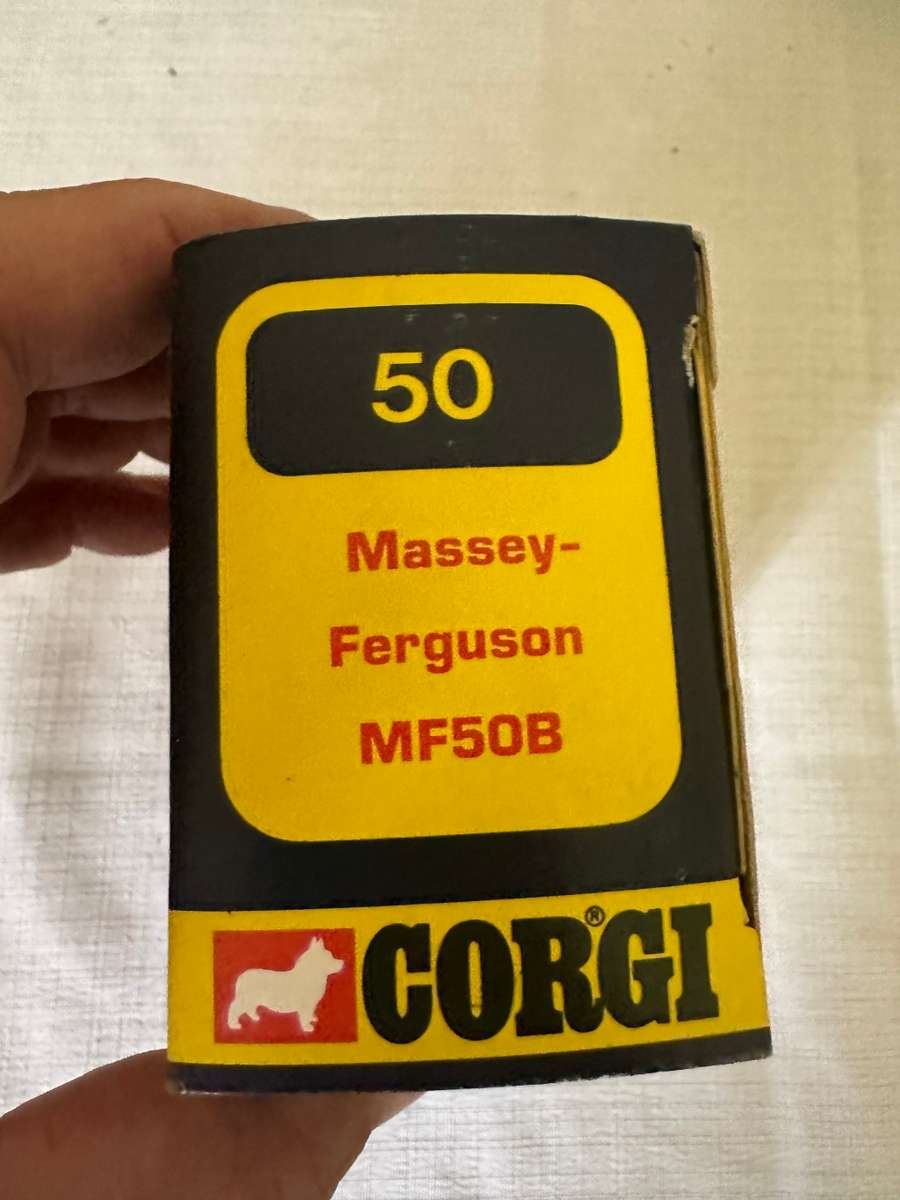 50
Massey-
Ferguson
MF50B
CORGI®